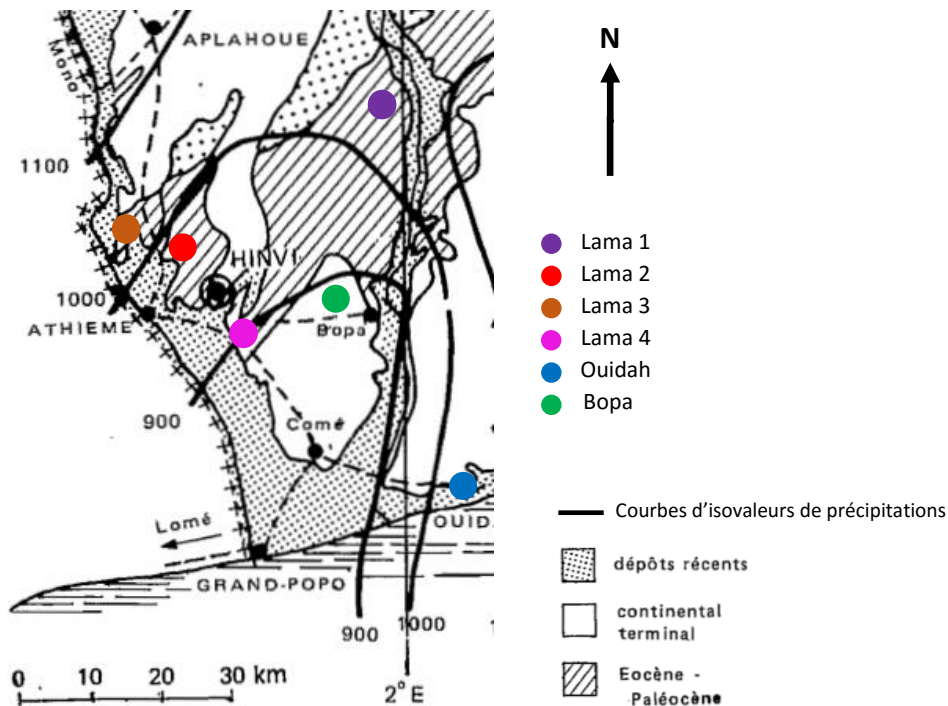 APLAHOUE
Mono
1100
HINVI
1000
ATHIEME
Bopa
900
Comé
OUID
Lomé
GRAND-POPO
900
1000
1
0 10 20 30 km
2° E
N
Lama 1
Lama 2
Lama 3
Lama 4
Ouidah
Bopa
Courbes d'isovaleurs de précipitations
dépôts récents
continental
terminal
Eocène -
Paléocène